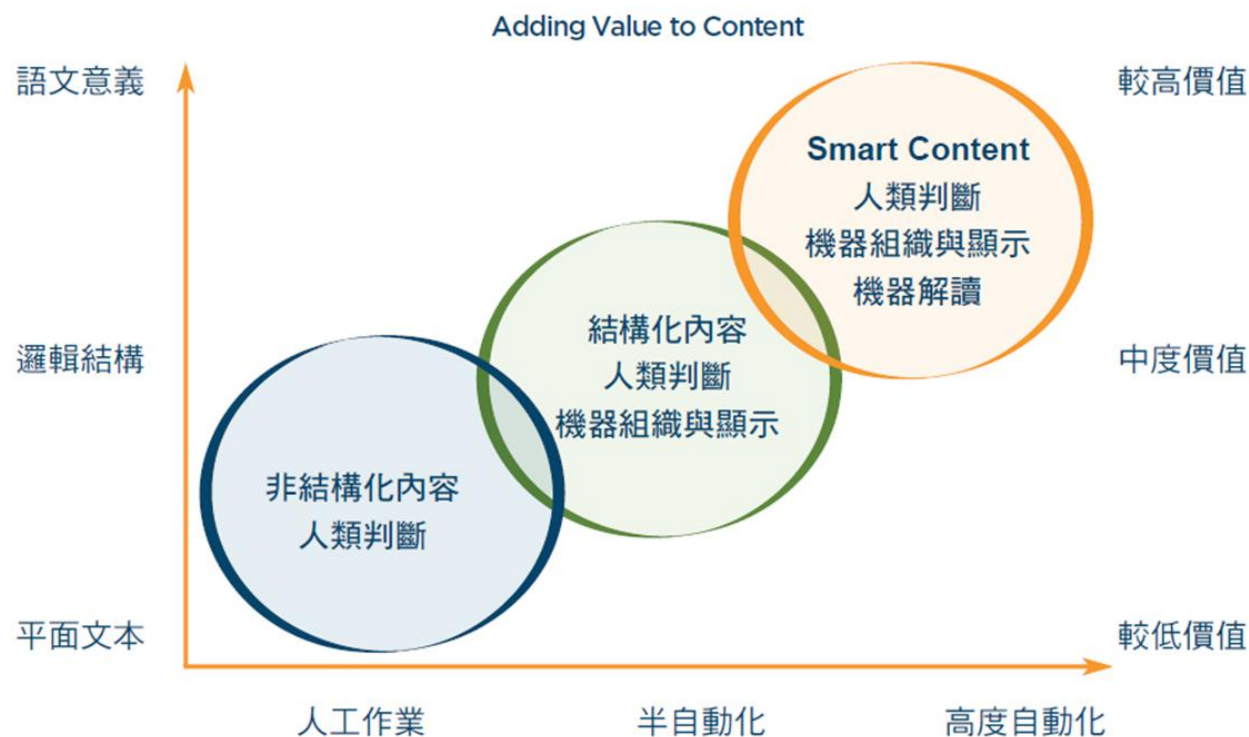 Adding Value to Content
語文意義
較高價值
Smart Content
人類判斷
機器組織與顯示
機器解讀
結構化內容
人類判斷
機器組織與顯示
邏輯結構
中度價值
非結構化內容
人類判斷
平面文本
較低價值
人工作業
半自動化
高度自動化